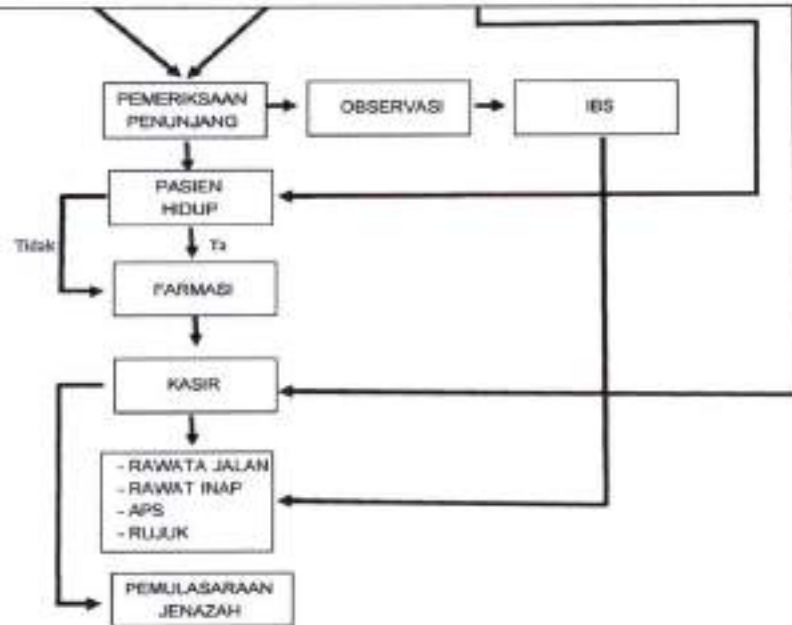 PEMERIKSAAN
PENUNJANG
OBSERVASI
IBS
PASIEN
HIDUP
Tidak
Ya
FARMASI
KASIR
- RAWATA JALAN
- RAWAT INAP
- APS
- RUJUK
PEMULASARAAN
JENAZAH